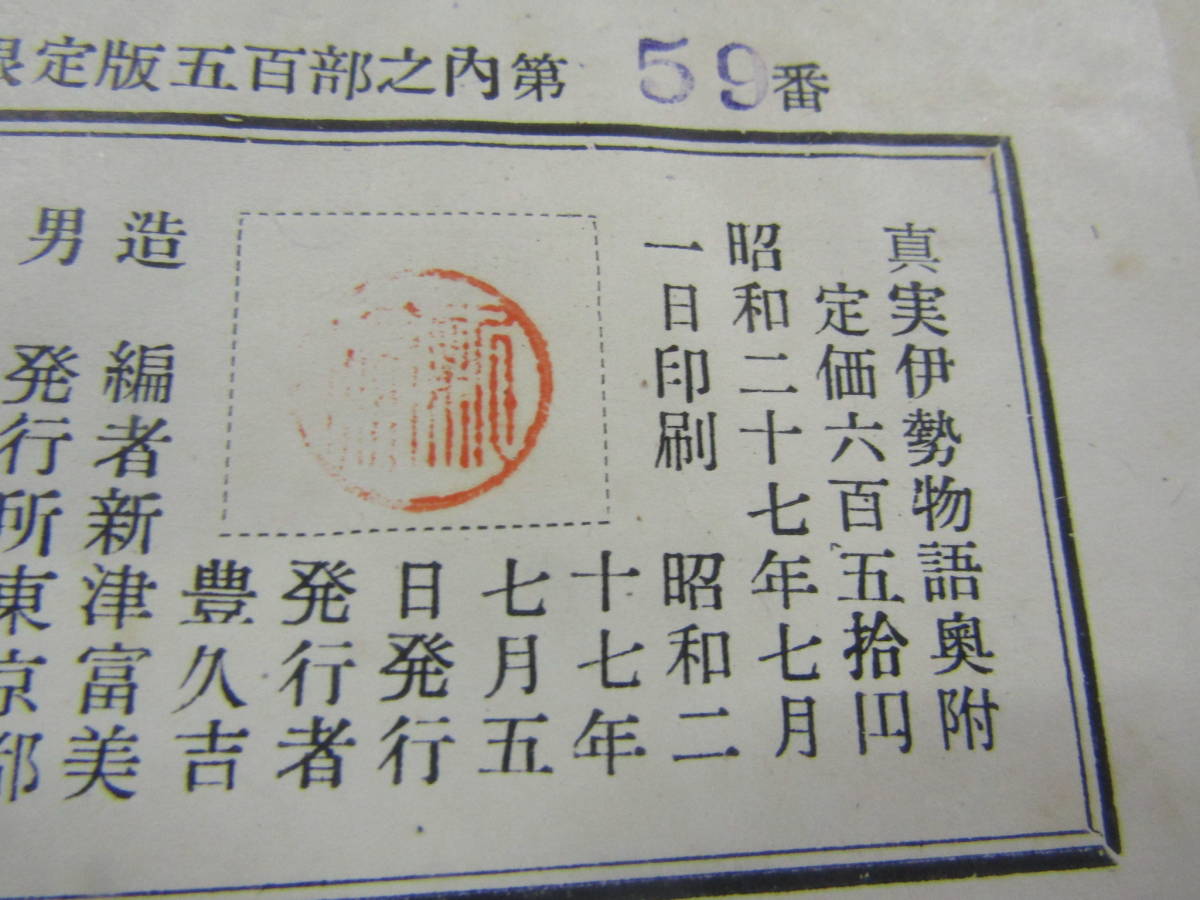 限定版五百部之内第 59番
真実伊勢物語奥附
定価六百五拾円
昭和二十七年七月
一日印刷 昭和二
十七年
七月五
日発行
発行者
豊久吉
造 編者新津富美
男 発行所東京都